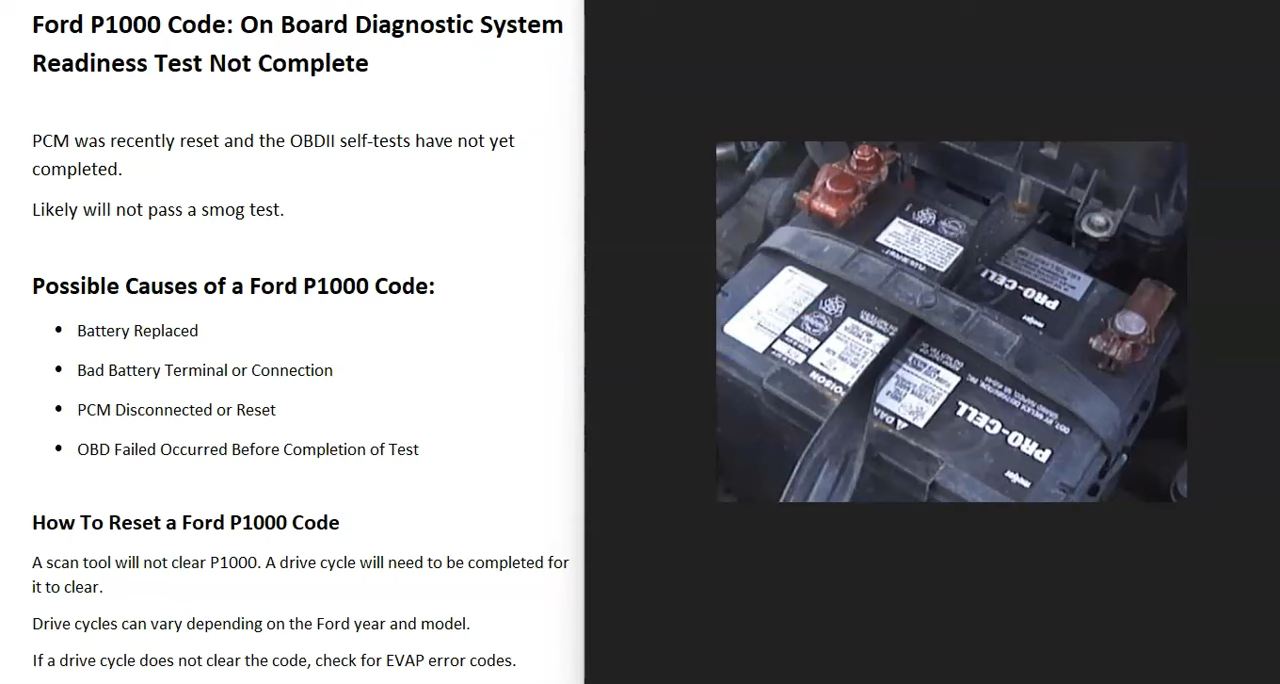 Ford P1000 Code: On Board Diagnostic System
Readiness Test Not Complete
PCM was recently reset and the OBDII self-tests have not yet
completed.
Likely will not pass a smog test.
Possible Causes of a Ford P1000 Code:
• Battery Replaced
• Bad Battery Terminal or Connection
• PCM Disconnected or Reset
• OBD Failed Occurred Before Completion of Test
How To Reset a Ford P1000 Code
A scan tool will not clear P1000. A drive cycle will need to be completed for
it to clear.
Drive cycles can vary depending on the Ford year and model.
If a drive cycle does not clear the code, check for EVAP error codes.
PRO-CELL
meijer
POISON
PRO-CELL
meijer